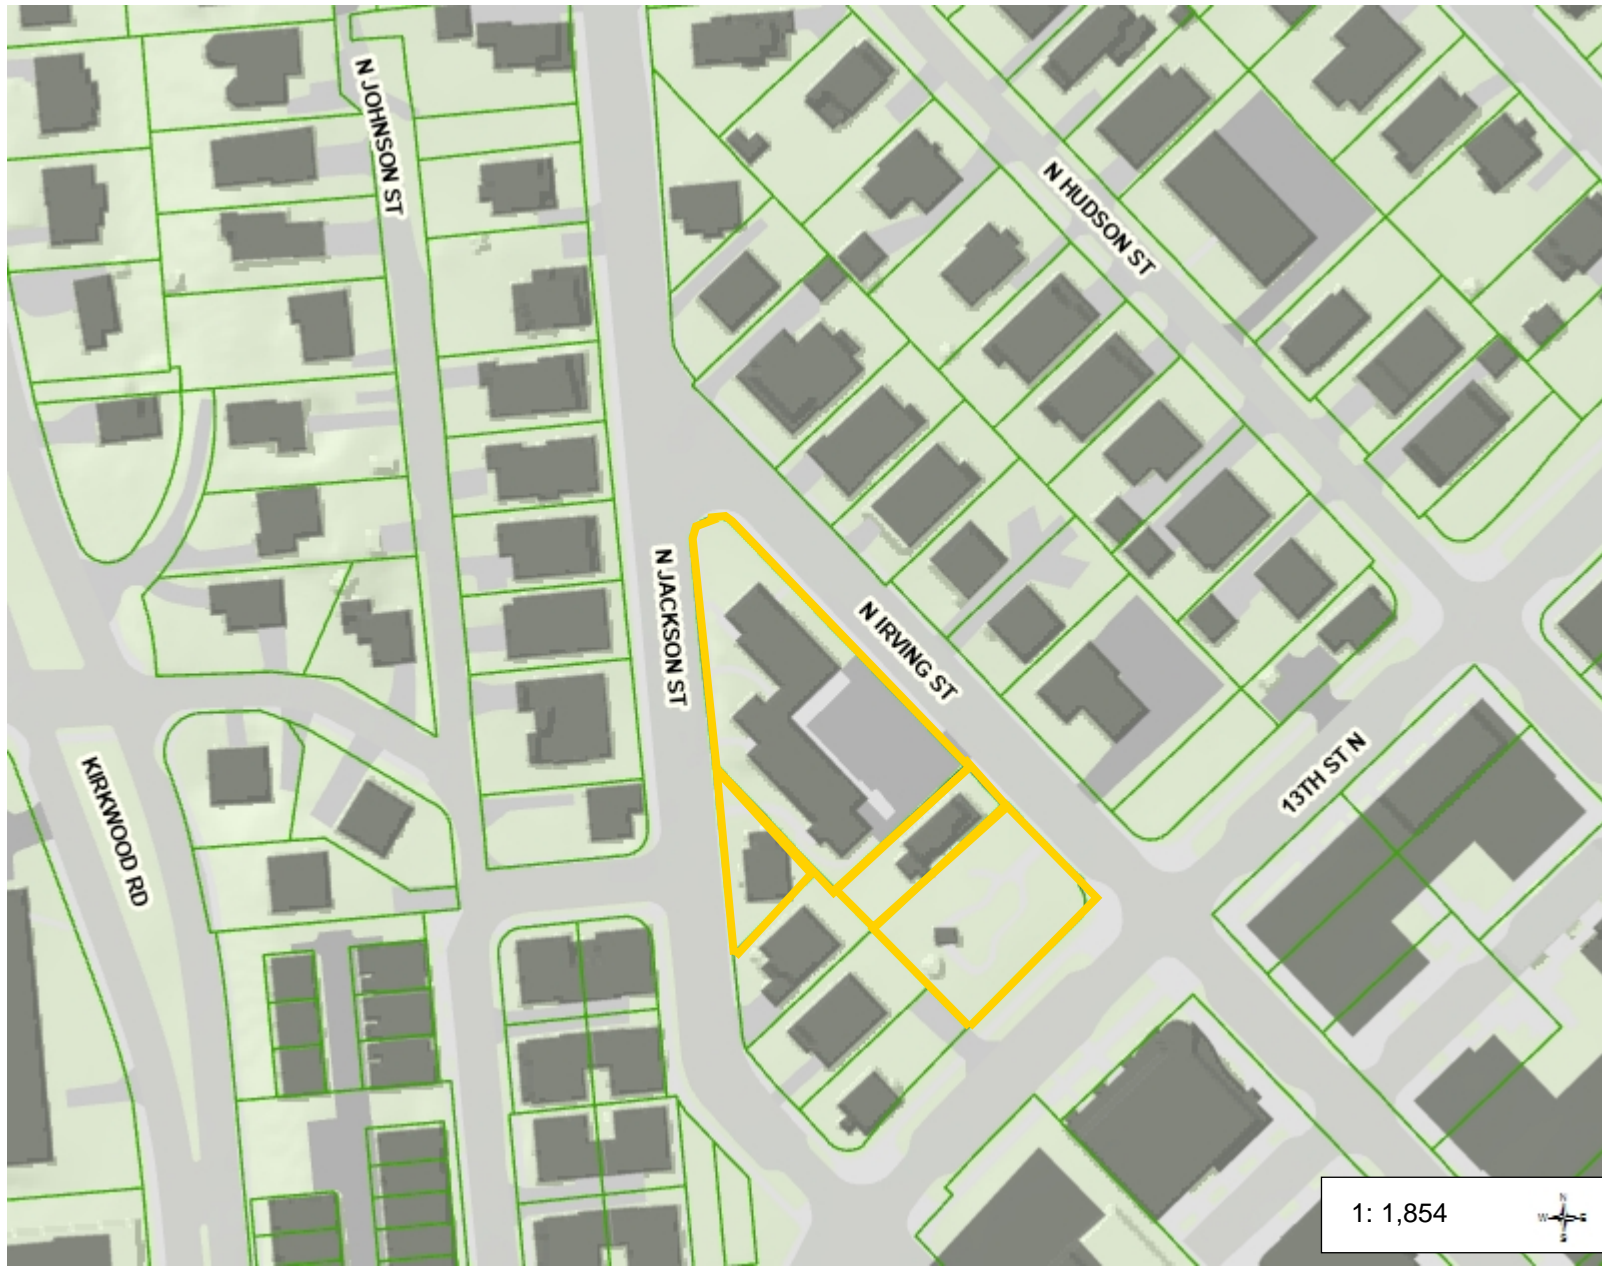 N JOHNSON ST
N HUDSON ST
N JACKSON ST
N IRVING ST
KIRKWOOD RD
13TH ST N
1: 1,854
N
W E
S